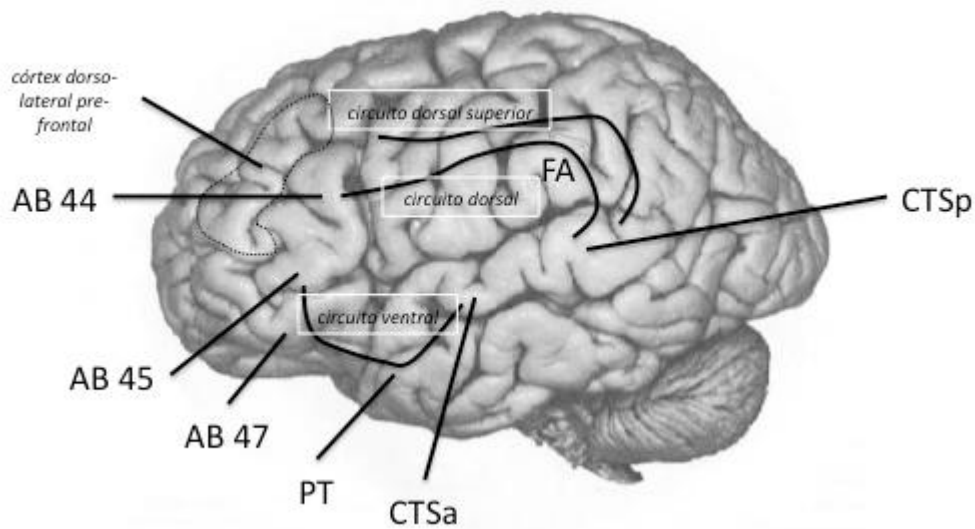 córtex dorso-
lateral pre-
frontal
circuito dorsal superior
FA
AB 44
circuito dorsal
CTSp
circuito ventral
AB 45
AB 47
PT
CTSa